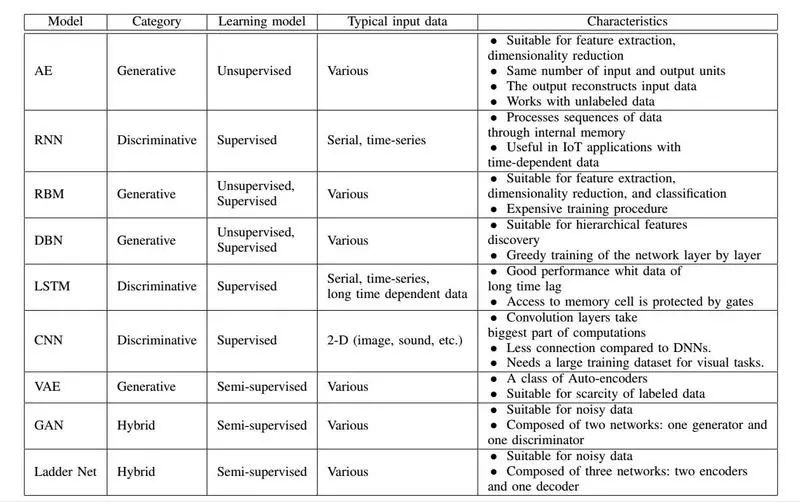 Model Category Learning model Typical input data Characteristics
AE Generative Unsupervised Various
• Suitable for feature extraction,
dimensionality reduction
• Same number of input and output units
• The output reconstructs input data
• Works with unlabeled data
RNN Discriminative Supervised Serial, time-series
• Processes sequences of data
through internal memory
• Useful in IoT applications with
time-dependent data
RBM Generative Unsupervised,
Supervised Various
• Suitable for feature extraction,
dimensionality reduction, and classification
• Expensive training procedure
DBN Generative Unsupervised,
Supervised Various
• Suitable for hierarchical features
discovery
• Greedy training of the network layer by layer
LSTM Discriminative Supervised Serial, time-series,
long time dependent data
• Good performance whit data of
long time lag
• Access to memory cell is protected by gates
CNN Discriminative Supervised 2-D (image, sound, etc.)
• Convolution layers take
biggest part of computations
• Less connection compared to DNNs.
• Needs a large training dataset for visual tasks.
VAE Generative Semi-supervised Various
• A class of Auto-encoders
• Suitable for scarcity of labeled data
GAN Hybrid Semi-supervised Various
• Suitable for noisy data
• Composed of two networks: one generator and
one discriminator
Ladder Net Hybrid Semi-supervised Various
• Suitable for noisy data
• Composed of three networks: two encoders
and one decoder